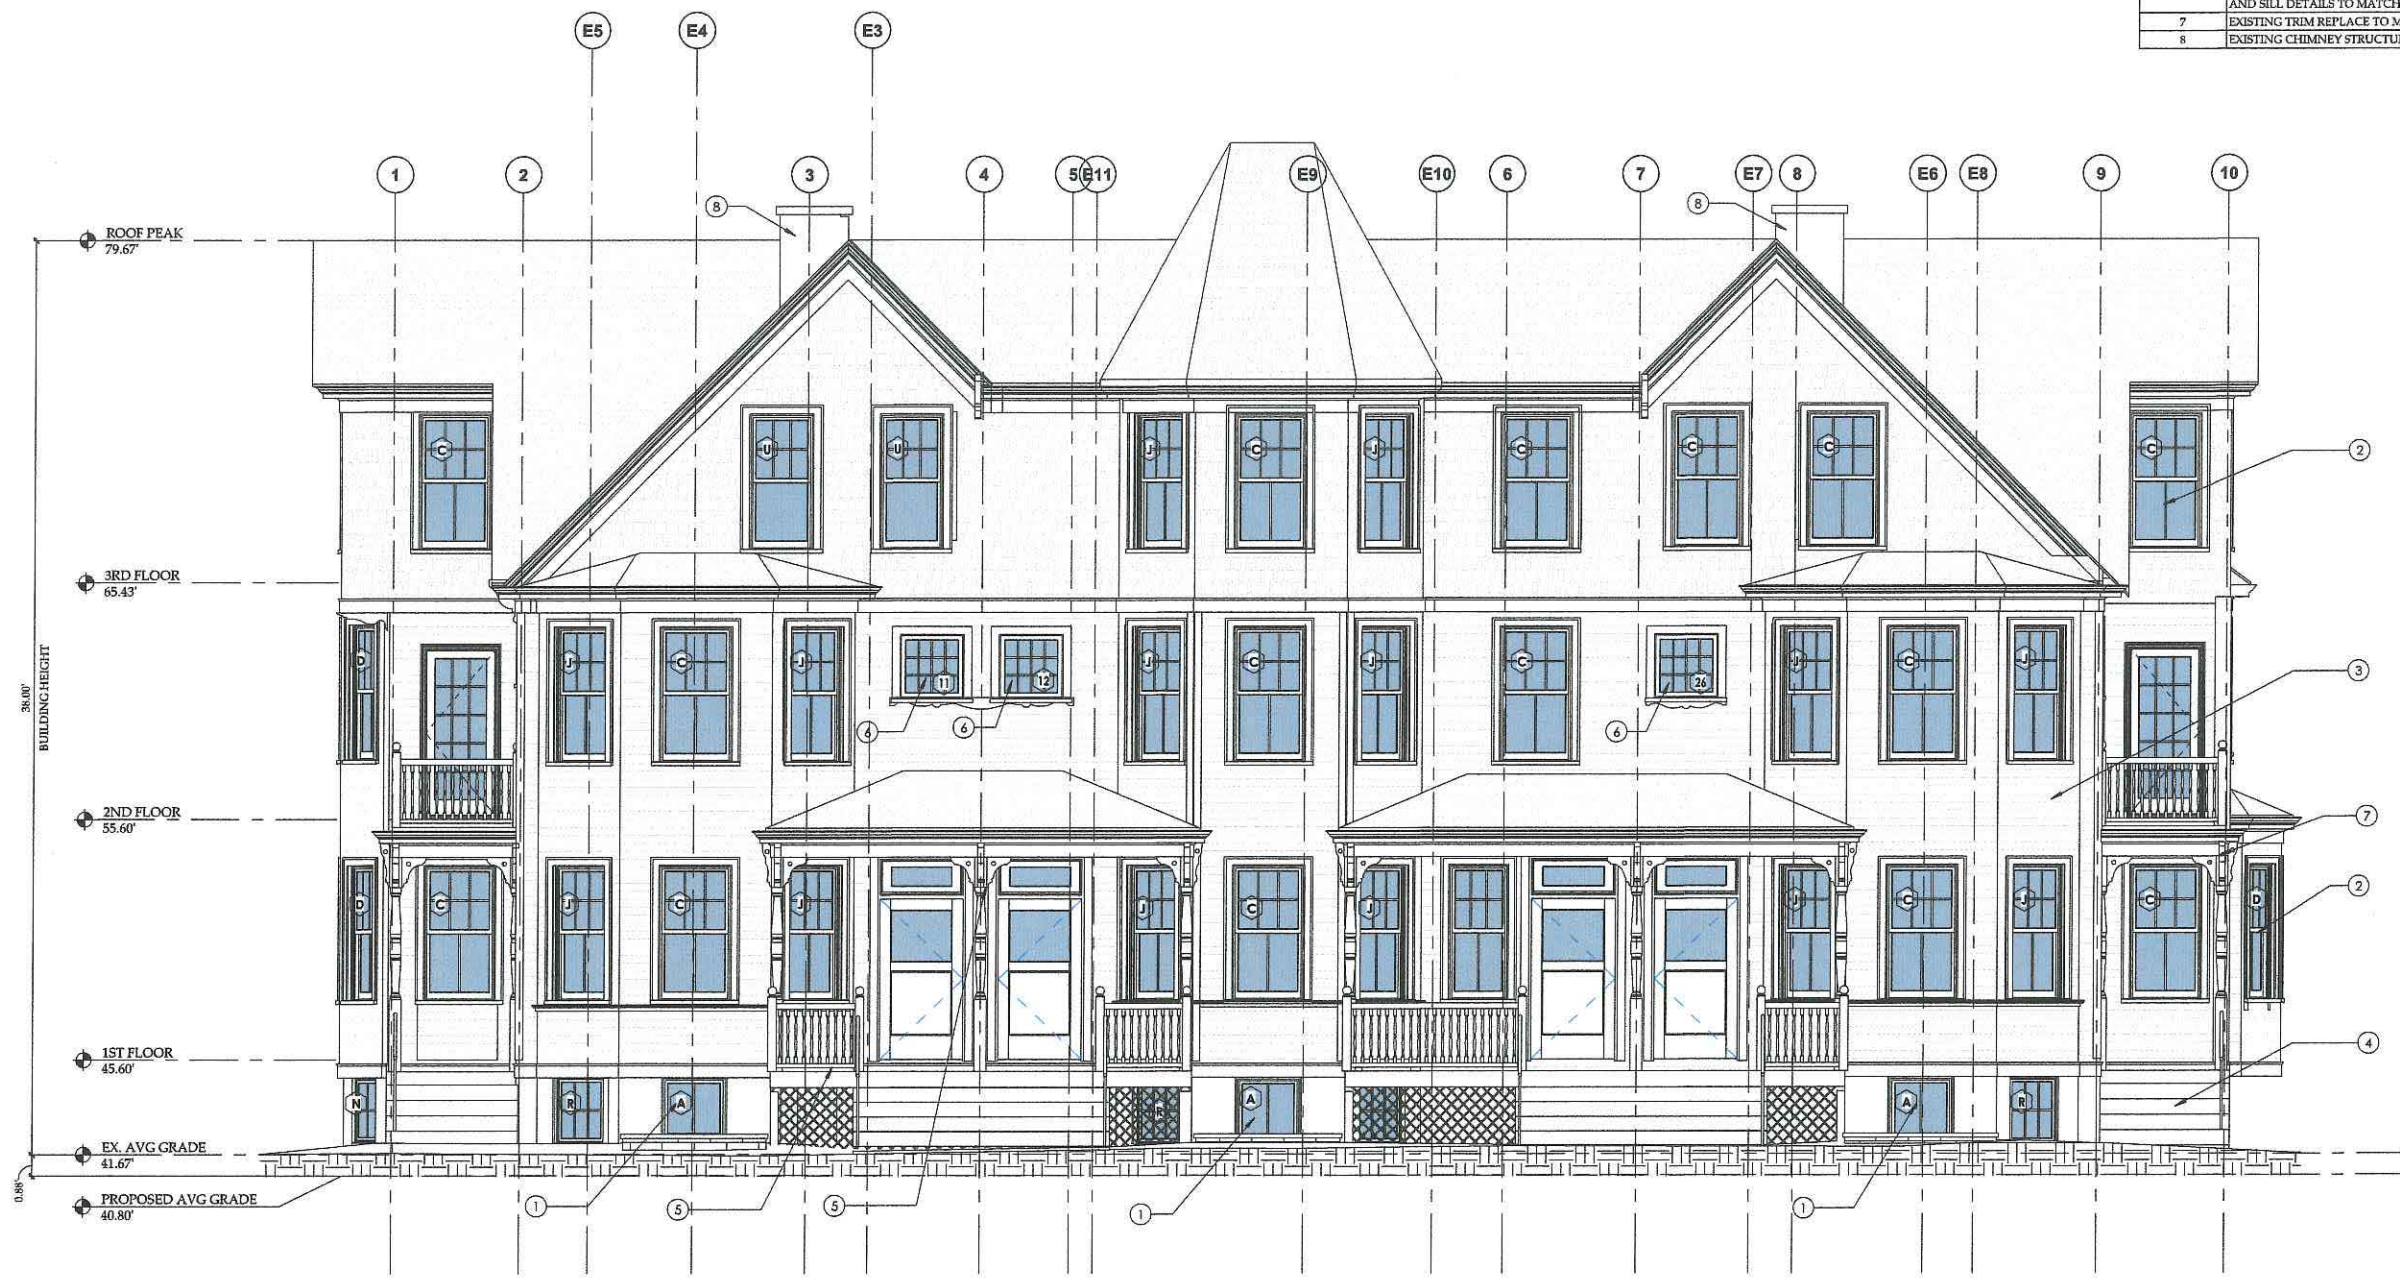 AND SILL DETAILS TO MATCH
7 EXISTING TRIM REPLACE TO M
8 EXISTING CHIMNEY STRUCTU
E5 E4 E3
1 2 3 4 5 E11 E9 E10 6 7 E7 8 E6 E8 9 10
8 8
ROOF PEAK
79.67'
C U U J C J C C C C
2
3RD FLOOR
65.43'
D J C J J C J C J C J
11 12 26
6 6 6
3
38.00'
BUILDING HEIGHT
2ND FLOOR
55.60'
7
D C J C J J C J J C J C D
2
1ST FLOOR
45.60'
4
N R A R A A R
EX. AVG GRADE
41.67'
0.88'
PROPOSED AVG GRADE
40.80'
1 5 5 1 1